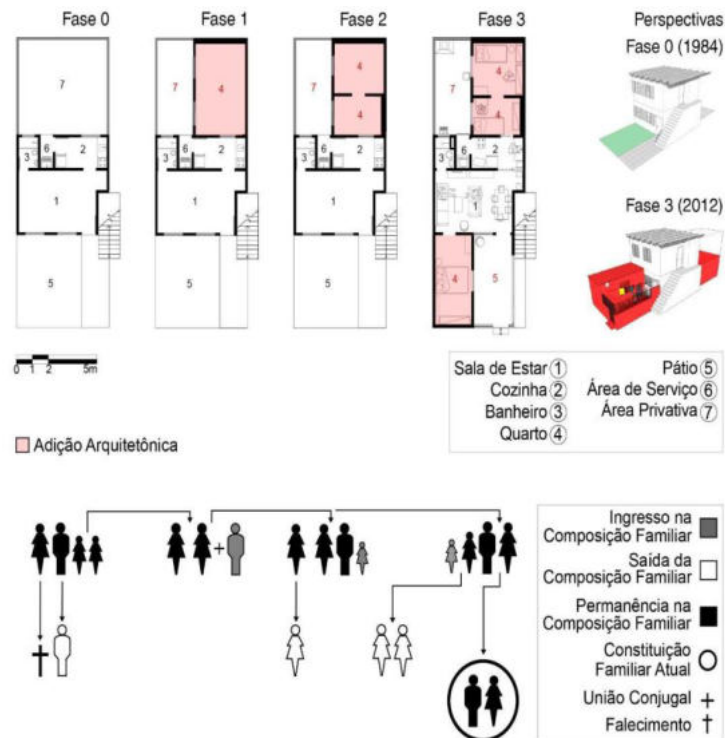 Fase 0
Fase 1
Fase 2
Fase 3
Perspectivas
Fase 0 (1984)
7
7
4
7
4
4
7
4
4
3
6
2
3
6
2
3
6
2
3
6
2
1
1
1
1
Fase 3 (2012)
5
5
5
4
5
0 1 2 5m
Sala de Estar 1
Cozinha 2
Banheiro 3
Quarto 4
Pátio 5
Área de Serviço 6
Área Privativa 7
Adição Arquitetônica
Ingresso na
Composição Familiar
Saída da
Composição Familiar
Permanência na
Composição Familiar
Constituição
Familiar Atual
União Conjugal +
Falecimento †
+
†